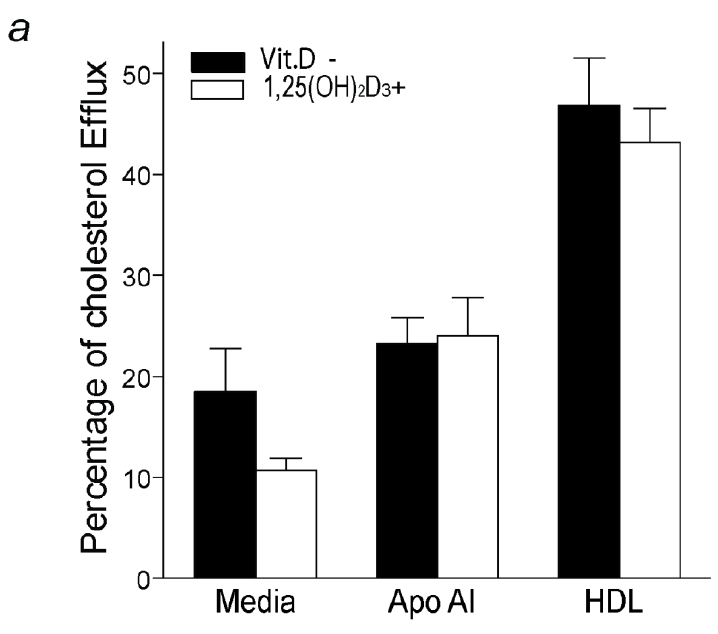 a
Vit.D -
1,25(OH)₂D₃+
Percentage of cholesterol Efflux
50
40
30
20
10
0
Media
Apo AI
HDL